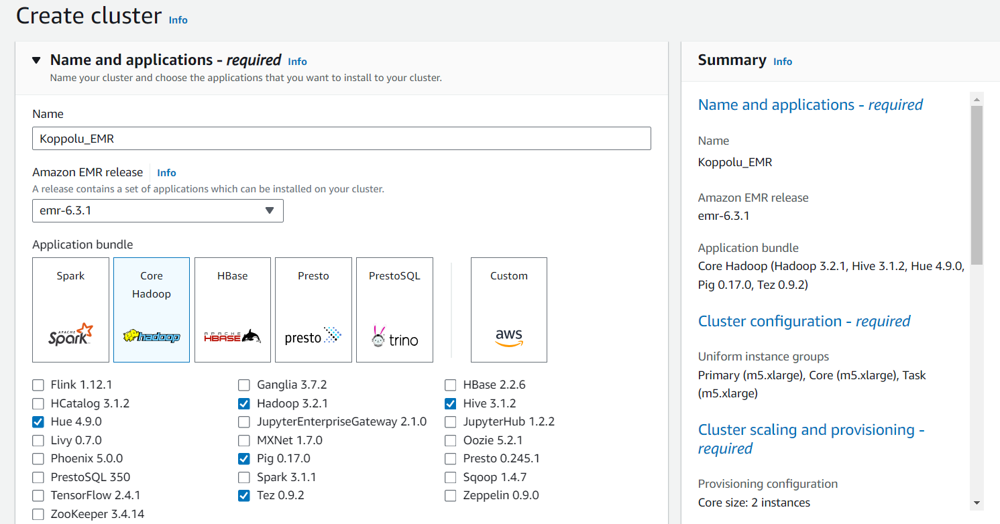 Create cluster Info
Name and applications - required Info
Name your cluster and choose the applications that you want to install to your cluster.
Name
Koppolu_EMR
Amazon EMR release Info
A release contains a set of applications which can be installed on your cluster.
emr-6.3.1
Application bundle
Spark
APACHE
Spark
Core
Hadoop
hadoop
HBase
APACHE
HBASE
Presto
presto
PrestoSQL
trino
Custom
aws
Flink 1.12.1
Ganglia 3.7.2
HBase 2.2.6
HCatalog 3.1.2
Hadoop 3.2.1
Hive 3.1.2
Hue 4.9.0
JupyterEnterpriseGateway 2.1.0
JupyterHub 1.2.2
Livy 0.7.0
MXNet 1.7.0
Oozie 5.2.1
Phoenix 5.0.0
Pig 0.17.0
Presto 0.245.1
PrestoSQL 350
Spark 3.1.1
Sqoop 1.4.7
TensorFlow 2.4.1
Tez 0.9.2
Zeppelin 0.9.0
ZooKeeper 3.4.14
Summary Info
Name and applications - required
Name
Koppolu_EMR
Amazon EMR release
emr-6.3.1
Application bundle
Core Hadoop (Hadoop 3.2.1, Hive 3.1.2, Hue 4.9.0,
Pig 0.17.0, Tez 0.9.2)
Cluster configuration - required
Uniform instance groups
Primary (m5.xlarge), Core (m5.xlarge), Task
(m5.xlarge)
Cluster scaling and provisioning -
required
Provisioning configuration
Core size: 2 instances